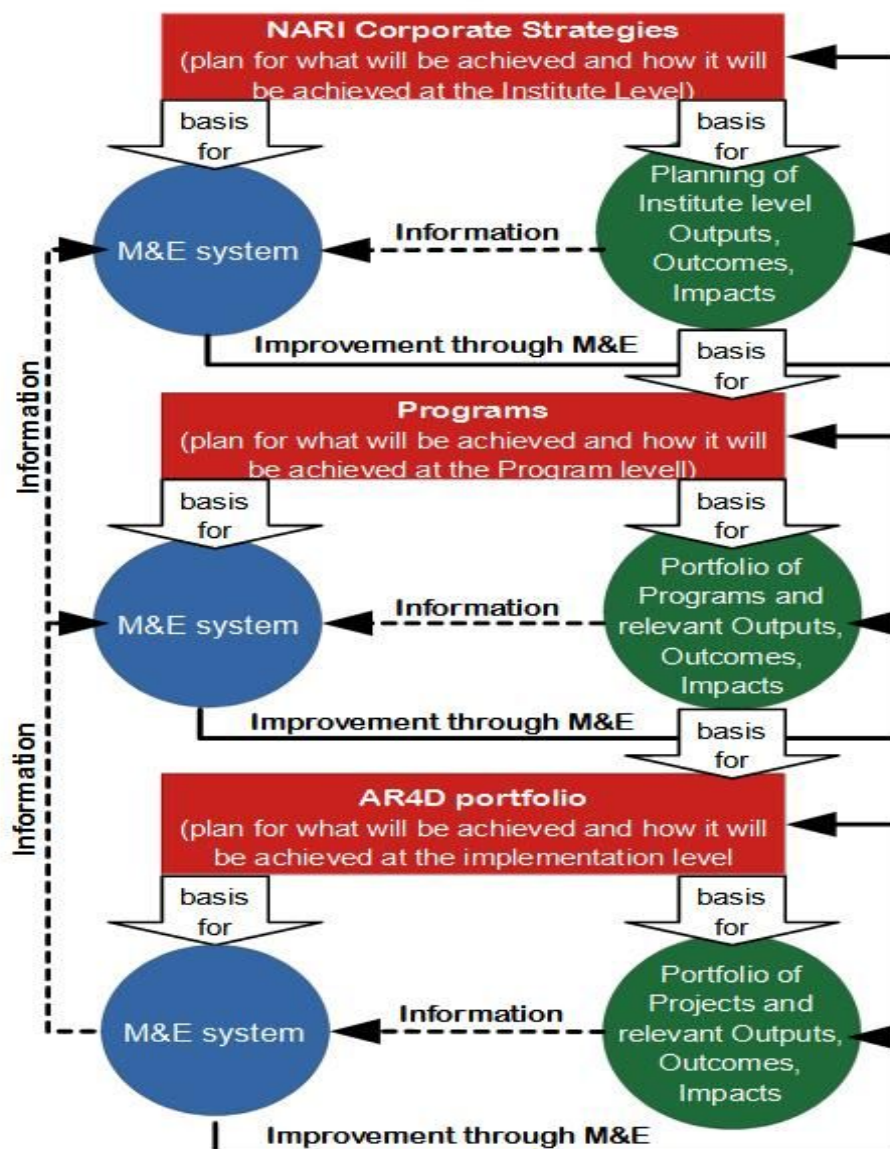 NARI Corporate Strategies
(plan for what will be achieved and how it will
be achieved at the Institute Level)
basis
for
basis
for
M&E system
Information
Planning of
Institute level
Outputs,
Outcomes,
Impacts
Improvement through M&E
basis
for
Information
Programs
(plan for what will be achieved and how it will
be achieved at the Program levell)
basis
for
basis
for
M&E system
Information
Portfolio of
Programs and
relevant Outputs,
Outcomes,
Impacts
Improvement through M&E
basis
for
Information
AR4D portfolio
(plan for what will be achieved and how it will
be achieved at the implementation level
basis
for
basis
for
M&E system
Information
Portfolio of
Projects and
relevant Outputs,
Outcomes,
Impacts
Improvement through M&E